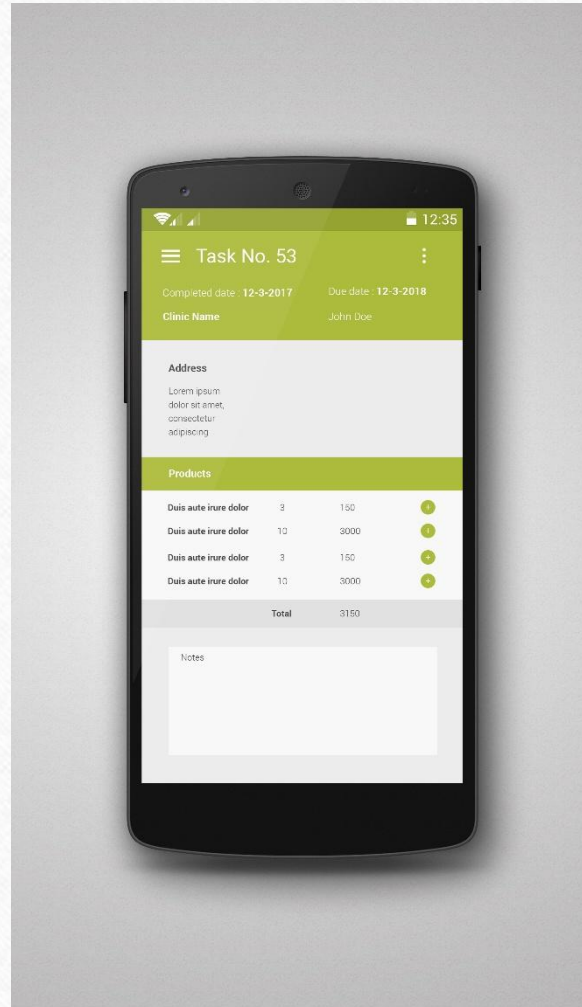 12:35
Task No. 53
Completed date : 12-3-2017 Due date : 12-3-2018
Clinic Name John Doe
Address
Lorem ipsum
dolor sit amet,
consectetur
adipiscing
Products
Duis aute irure dolor 3 150
Duis aute irure dolor 10 3000
Duis aute irure dolor 3 150
Duis aute irure dolor 10 3000
Total 3150
Notes